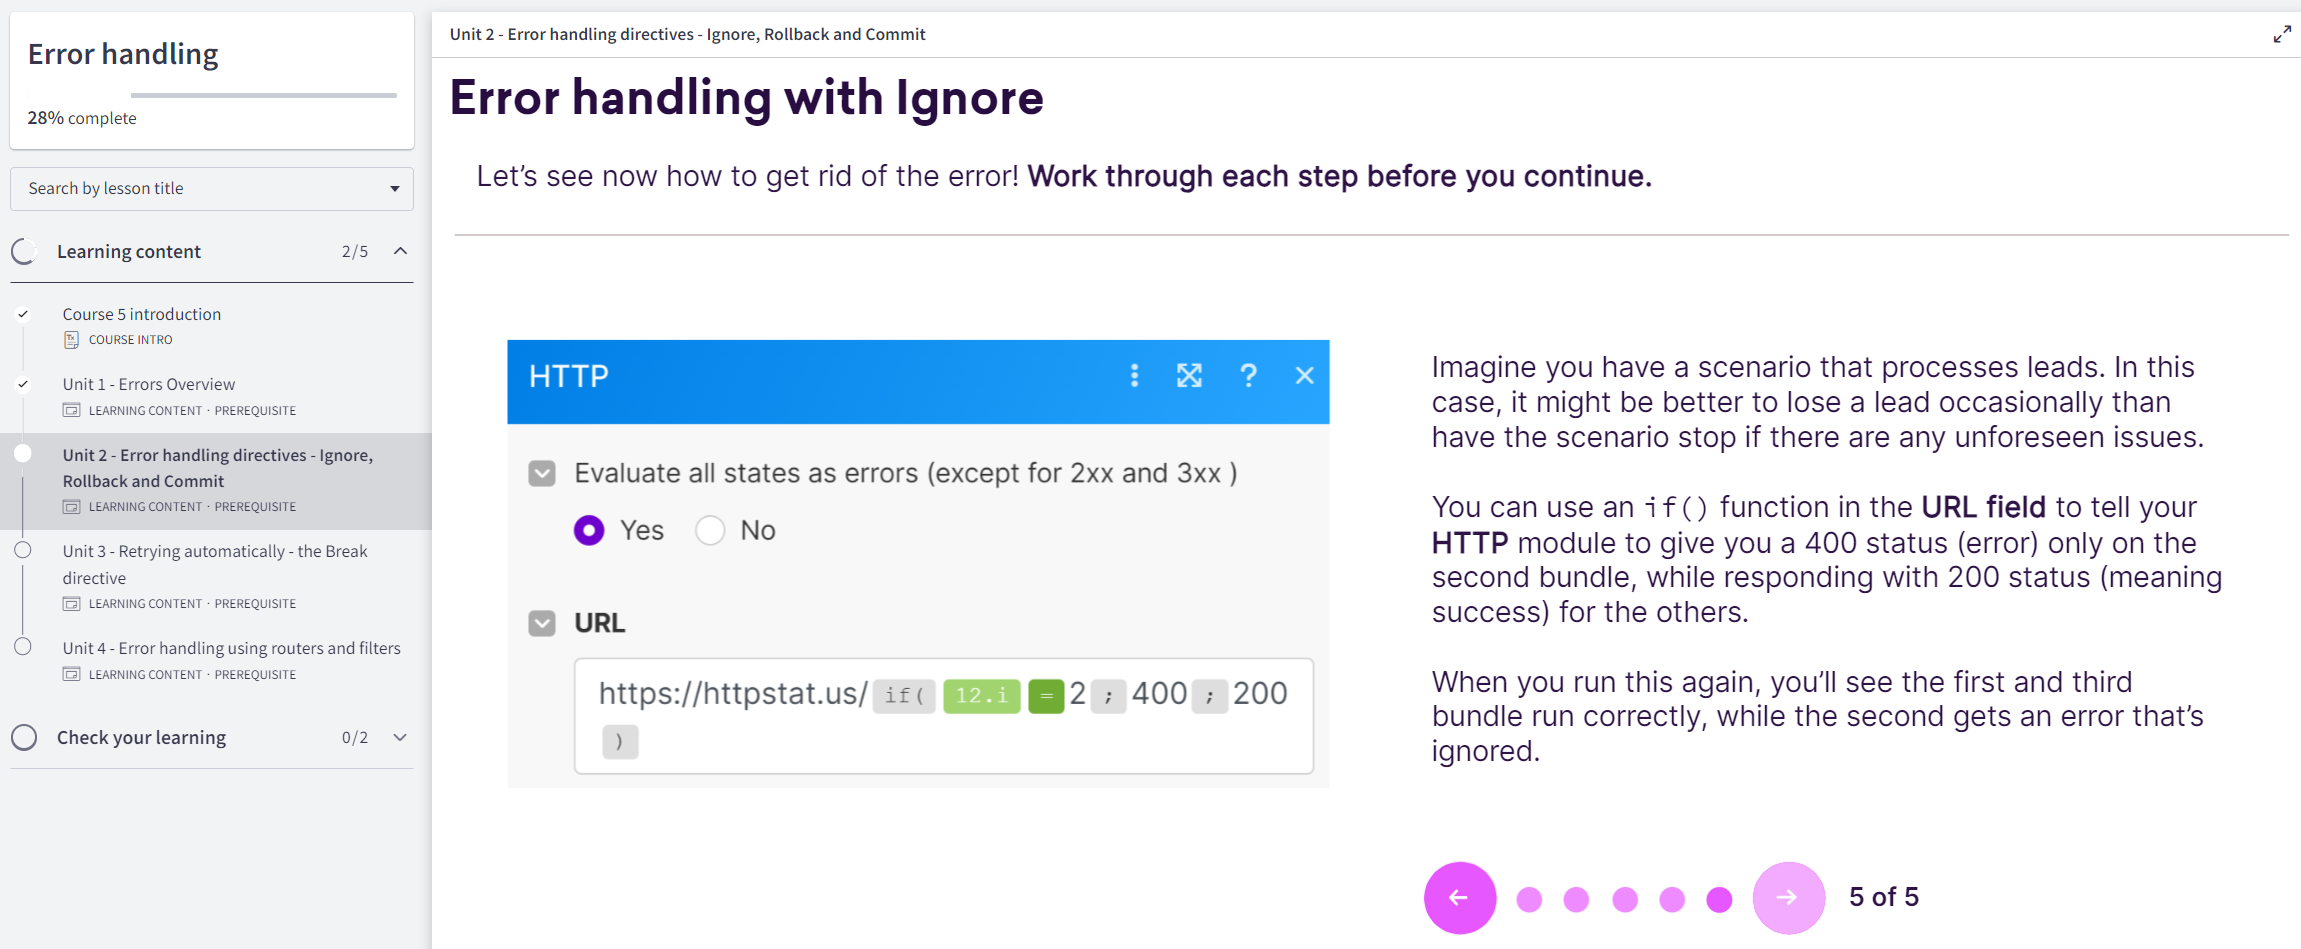 Error handling
28% complete
Search by lesson title
Learning content 2/5
Course 5 introduction
COURSE INTRO
Unit 1 - Errors Overview
LEARNING CONTENT · PREREQUISITE
Unit 2 - Error handling directives - Ignore,
Rollback and Commit
LEARNING CONTENT · PREREQUISITE
Unit 3 - Retrying automatically - the Break
directive
LEARNING CONTENT · PREREQUISITE
Unit 4 - Error handling using routers and filters
LEARNING CONTENT · PREREQUISITE
Check your learning 0/2
Unit 2 - Error handling directives - Ignore, Rollback and Commit
Error handling with Ignore
Let's see now how to get rid of the error! Work through each step before you continue.
HTTP ?
Evaluate all states as errors (except for 2xx and 3xx )
Yes No
URL
https://httpstat.us/ if( 12.i = 2 ; 400 ; 200
)
Imagine you have a scenario that processes leads. In this
case, it might be better to lose a lead occasionally than
have the scenario stop if there are any unforeseen issues.
You can use an if() function in the URL field to tell your
HTTP module to give you a 400 status (error) only on the
second bundle, while responding with 200 status (meaning
success) for the others.
When you run this again, you'll see the first and third
bundle run correctly, while the second gets an error that's
ignored.
5 of 5